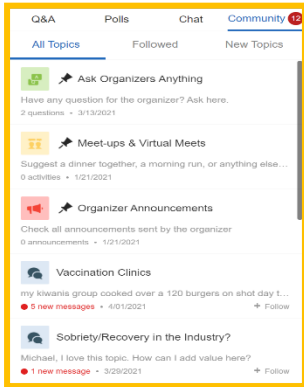 Q&A Polls Chat Community 12
All Topics Followed New Topics
Ask Organizers Anything
Have any question for the organizer? Ask here.
2 questions • 3/13/2021
Meet-ups & Virtual Meets
Suggest a dinner together, a morning run, or anything else...
0 activities • 1/21/2021
Organizer Announcements
Check all announcements sent by the organizer
0 announcements • 1/21/2021
Vaccination Clinics
my kiwanis group cooked over a 120 burgers on shot day t...
5 new messages • 4/01/2021 + Follow
Sobriety/Recovery in the Industry?
Michael, I love this topic. How can I add value here?
1 new message • 3/29/2021 + Follow